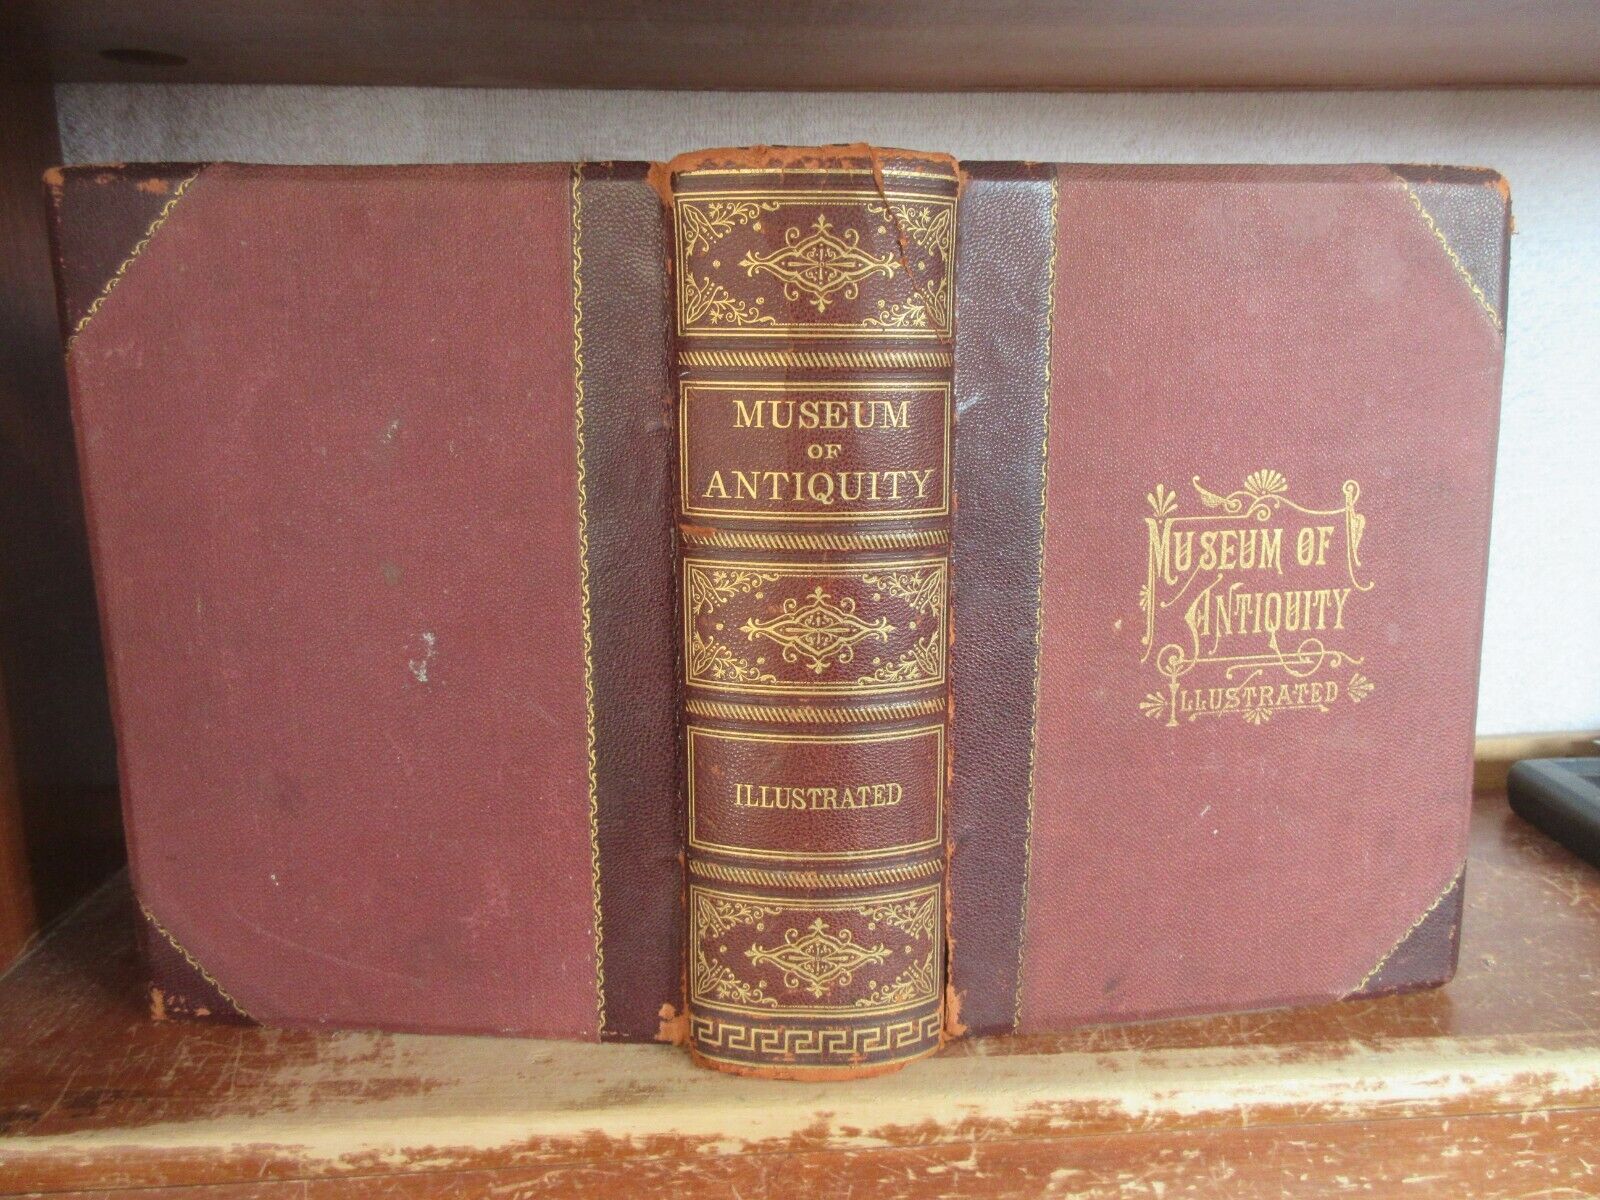 MUSEUM
OF
ANTIQUITY
ILLUSTRATED
MUSEUM OF
ANTIQUITY
ILLUSTRATED